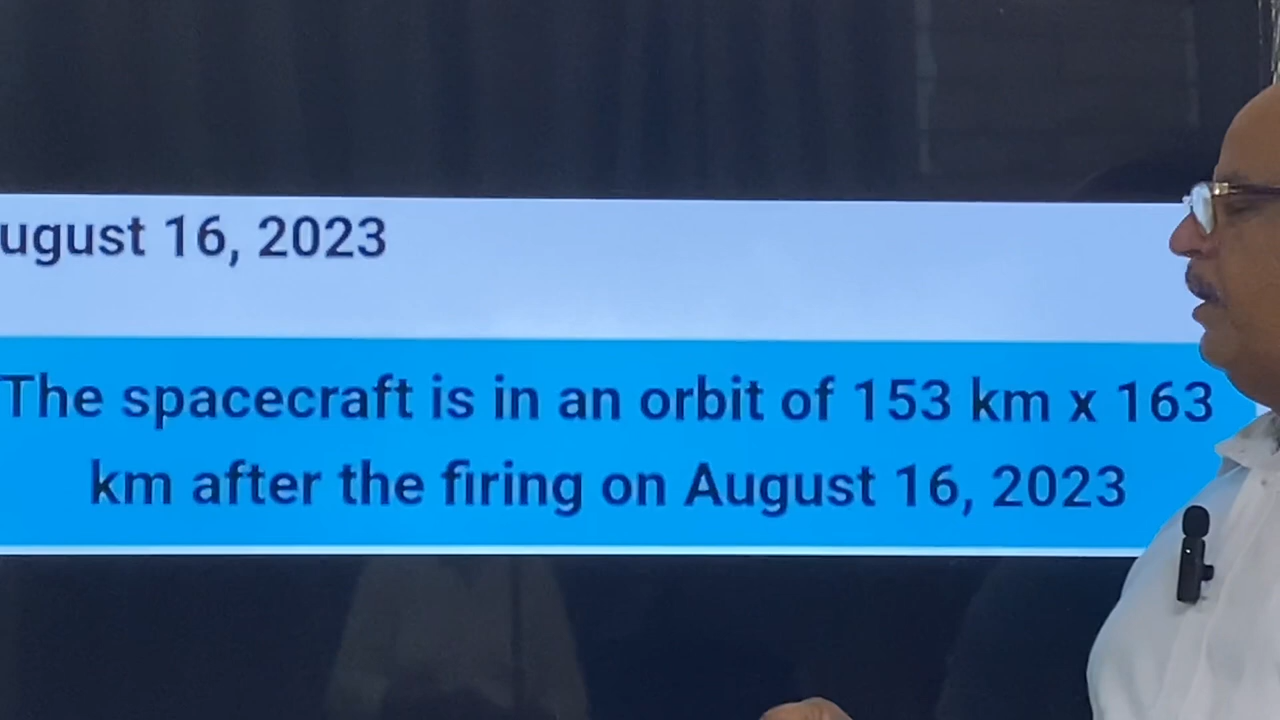 ugust 16, 2023
The spacecraft is in an orbit of 153 km x 163
km after the firing on August 16, 2023